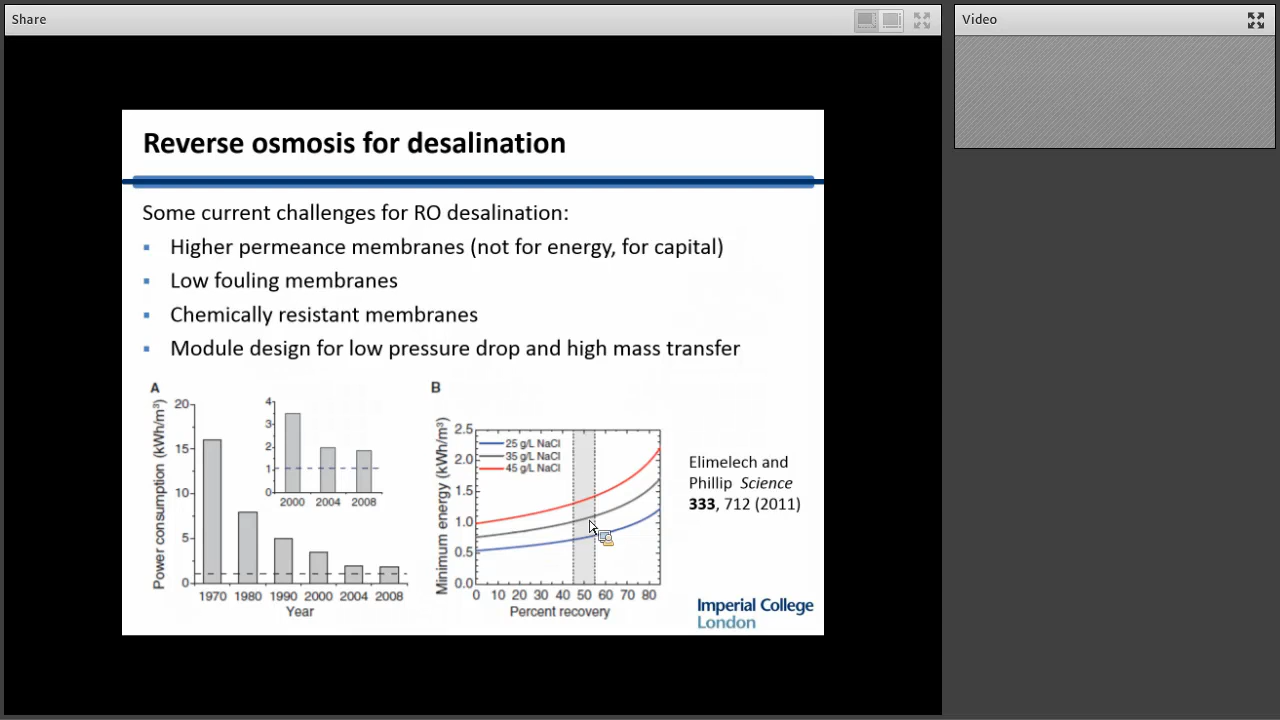 Share
Video
Reverse osmosis for desalination
Some current challenges for RO desalination:
▪ Higher permeance membranes (not for energy, for capital)
▪ Low fouling membranes
▪ Chemically resistant membranes
▪ Module design for low pressure drop and high mass transfer
A
Power consumption (kWh/m³)
20
15
10
5
0
1970 1980 1990 2000 2004 2008
Year
4
3
2
1
0
2000 2004 2008
B
Minimum energy (kWh/m³)
2.5
2.0
1.5
1.0
0.5
0.0
25 g/L NaCl
35 g/L NaCl
45 g/L NaCl
0 10 20 30 40 50 60 70 80
Percent recovery
Elimelech and
Phillip Science
333, 712 (2011)
Imperial College
London